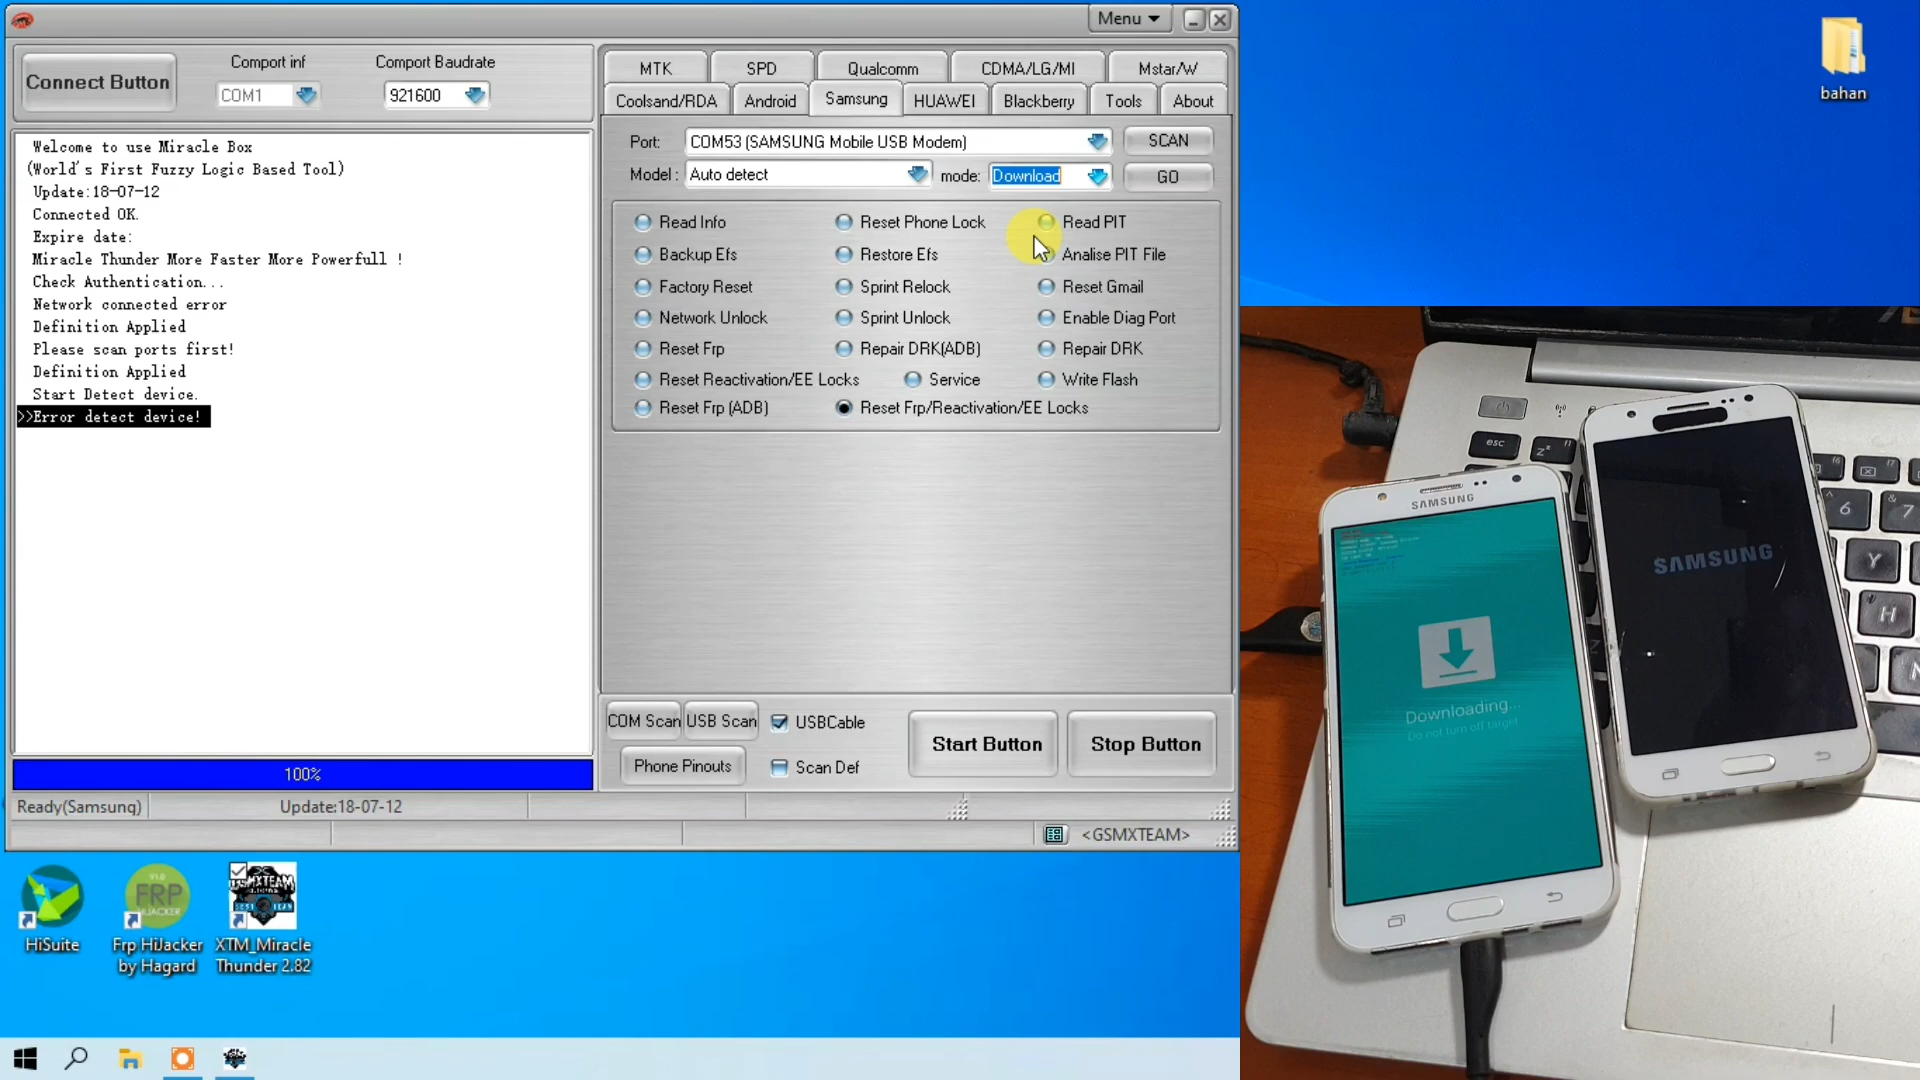 Menu
Connect Button
Comport inf
COM1
Comport Baudrate
921600
Welcome to use Miracle Box
(World's First Fuzzy Logic Based Tool)
Update:18-07-12
Connected OK.
Expire date:
Miracle Thunder More Faster More Powerfull !
Check Authentication...
Network connected error
Definition Applied
Please scan ports first!
Definition Applied
Start Detect device.
>>Error detect device!
100%
Ready(Samsung)
Update:18-07-12
MTK SPD Qualcomm CDMA/LG/MI Mstar/W
Coolsand/RDA Android Samsung HUAWEI Blackberry Tools About
Port: COM53 (SAMSUNG Mobile USB Modem) SCAN
Model : Auto detect mode: Download GO
Read Info Reset Phone Lock Read PIT
Backup Efs Restore Efs Analise PIT File
Factory Reset Sprint Relock Reset Gmail
Network Unlock Sprint Unlock Enable Diag Port
Reset Frp Repair DRK(ADB) Repair DRK
Reset Reactivation/EE Locks Service Write Flash
Reset Frp (ADB) Reset Frp/Reactivation/EE Locks
COM Scan USB Scan USBCable
Start Button Stop Button
Phone Pinouts Scan Def
<GSMXTEAM>
HiSuite
Frp HiJacker
by Hagard
XTM_Miracle
Thunder 2.82
bahan
SAMSUNG
Downloading...
Do not turn off target
SAMSUNG
esc
6
7
Y
H
N